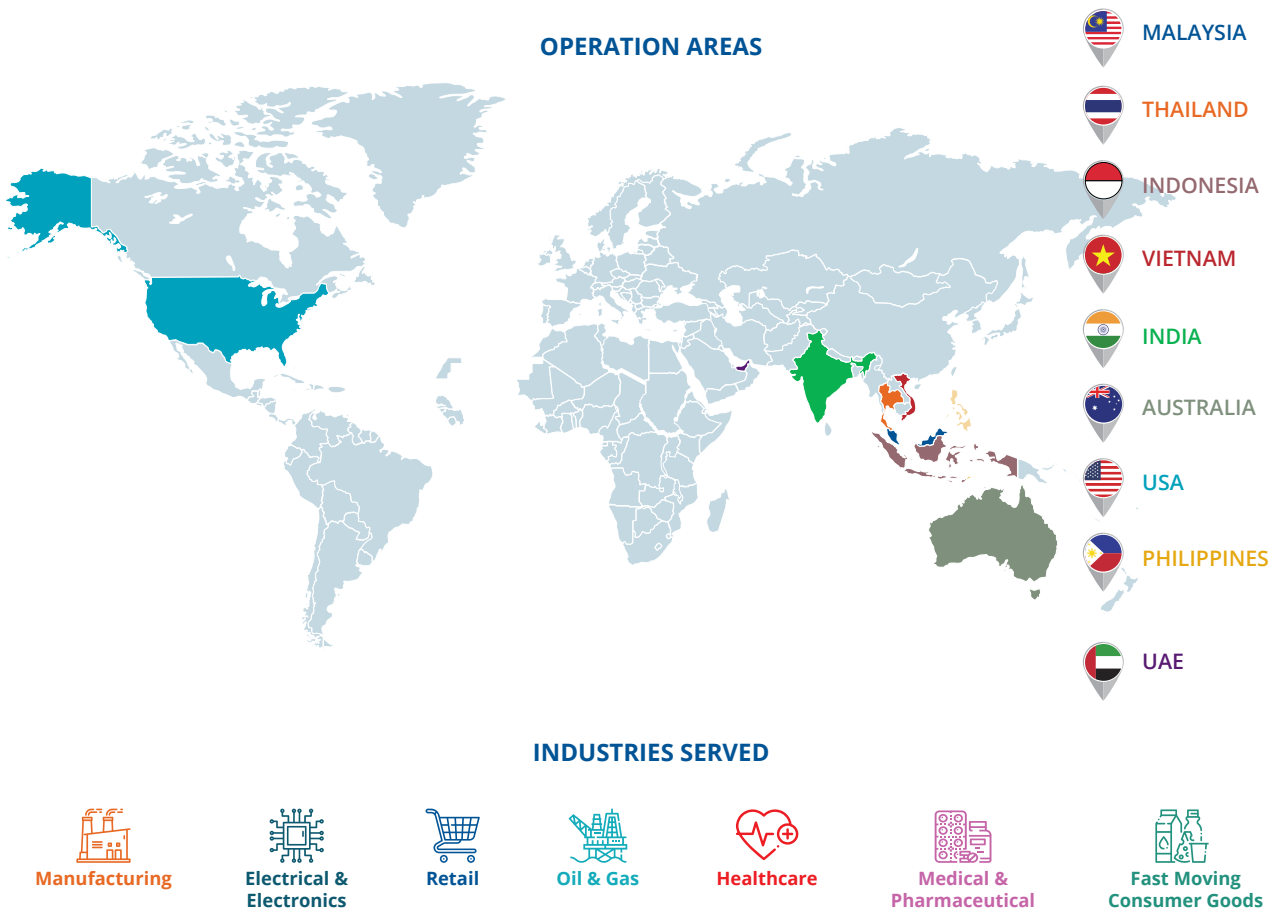 OPERATION AREAS
MALAYSIA
THAILAND
INDONESIA
VIETNAM
INDIA
AUSTRALIA
USA
PHILIPPINES
UAE
INDUSTRIES SERVED
Manufacturing
Electrical &
Electronics
Retail
Oil & Gas
Healthcare
Medical &
Pharmaceutical
Fast Moving
Consumer Goods